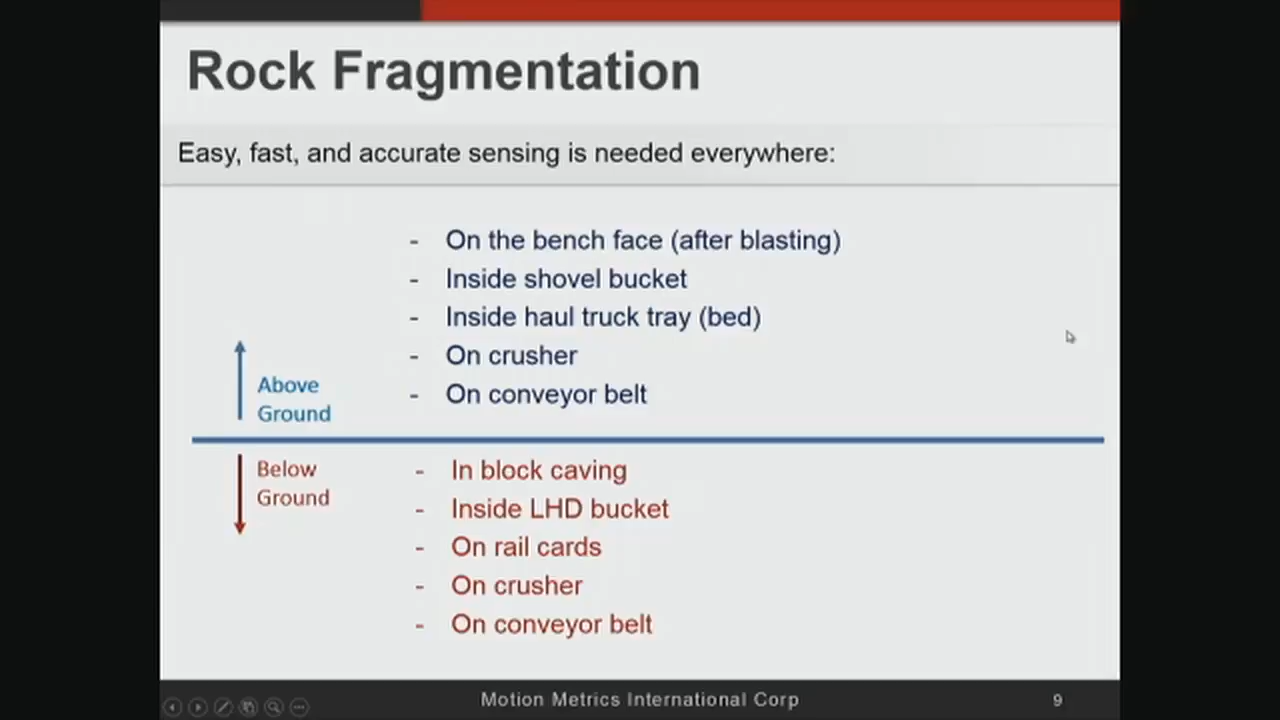 Rock Fragmentation
Easy, fast, and accurate sensing is needed everywhere:
- On the bench face (after blasting)
- Inside shovel bucket
- Inside haul truck tray (bed)
- On crusher
- On conveyor belt
Above
Ground
Below
Ground
- In block caving
- Inside LHD bucket
- On rail cards
- On crusher
- On conveyor belt
Motion Metrics International Corp
9